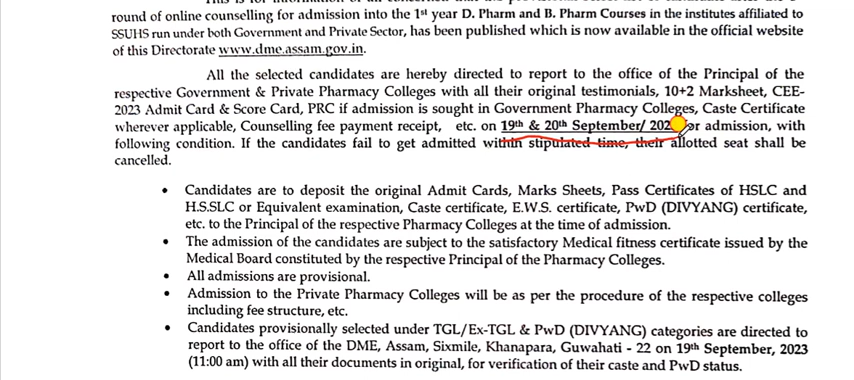 round of online counselling for admission into the 1st year D. Pharm and B. Pharm Courses in the institutes affiliated to
SSUHS run under both Government and Private Sector, has been published which is now available in the official website
of this Directorate www.dme.assam.gov.in.
All the selected candidates are hereby directed to report to the office of the Principal of the
respective Government & Private Pharmacy Colleges with all their original testimonials, 10+2 Marksheet, CEE-
2023 Admit Card & Score Card, PRC if admission is sought in Government Pharmacy Colleges, Caste Certificate
wherever applicable, Counselling fee payment receipt, etc. on 19th & 20th September/ 202 or admission, with
following condition. If the candidates fail to get admitted within stipulated time, their allotted seat shall be
cancelled.
• Candidates are to deposit the original Admit Cards, Marks Sheets, Pass Certificates of HSLC and
H.S.SLC or Equivalent examination, Caste certificate, E.W.S. certificate, PwD (DIVYANG) certificate,
etc. to the Principal of the respective Pharmacy Colleges at the time of admission.
• The admission of the candidates are subject to the satisfactory Medical fitness certificate issued by the
Medical Board constituted by the respective Principal of the Pharmacy Colleges.
• All admissions are provisional.
• Admission to the Private Pharmacy Colleges will be as per the procedure of the respective colleges
including fee structure, etc.
• Candidates provisionally selected under TGL/Ex-TGL & PwD (DIVYANG) categories are directed to
report to the office of the DME, Assam, Sixmile, Khanapara, Guwahati - 22 on 19th September, 2023
(11:00 am) with all their documents in original, for verification of their caste and PwD status.